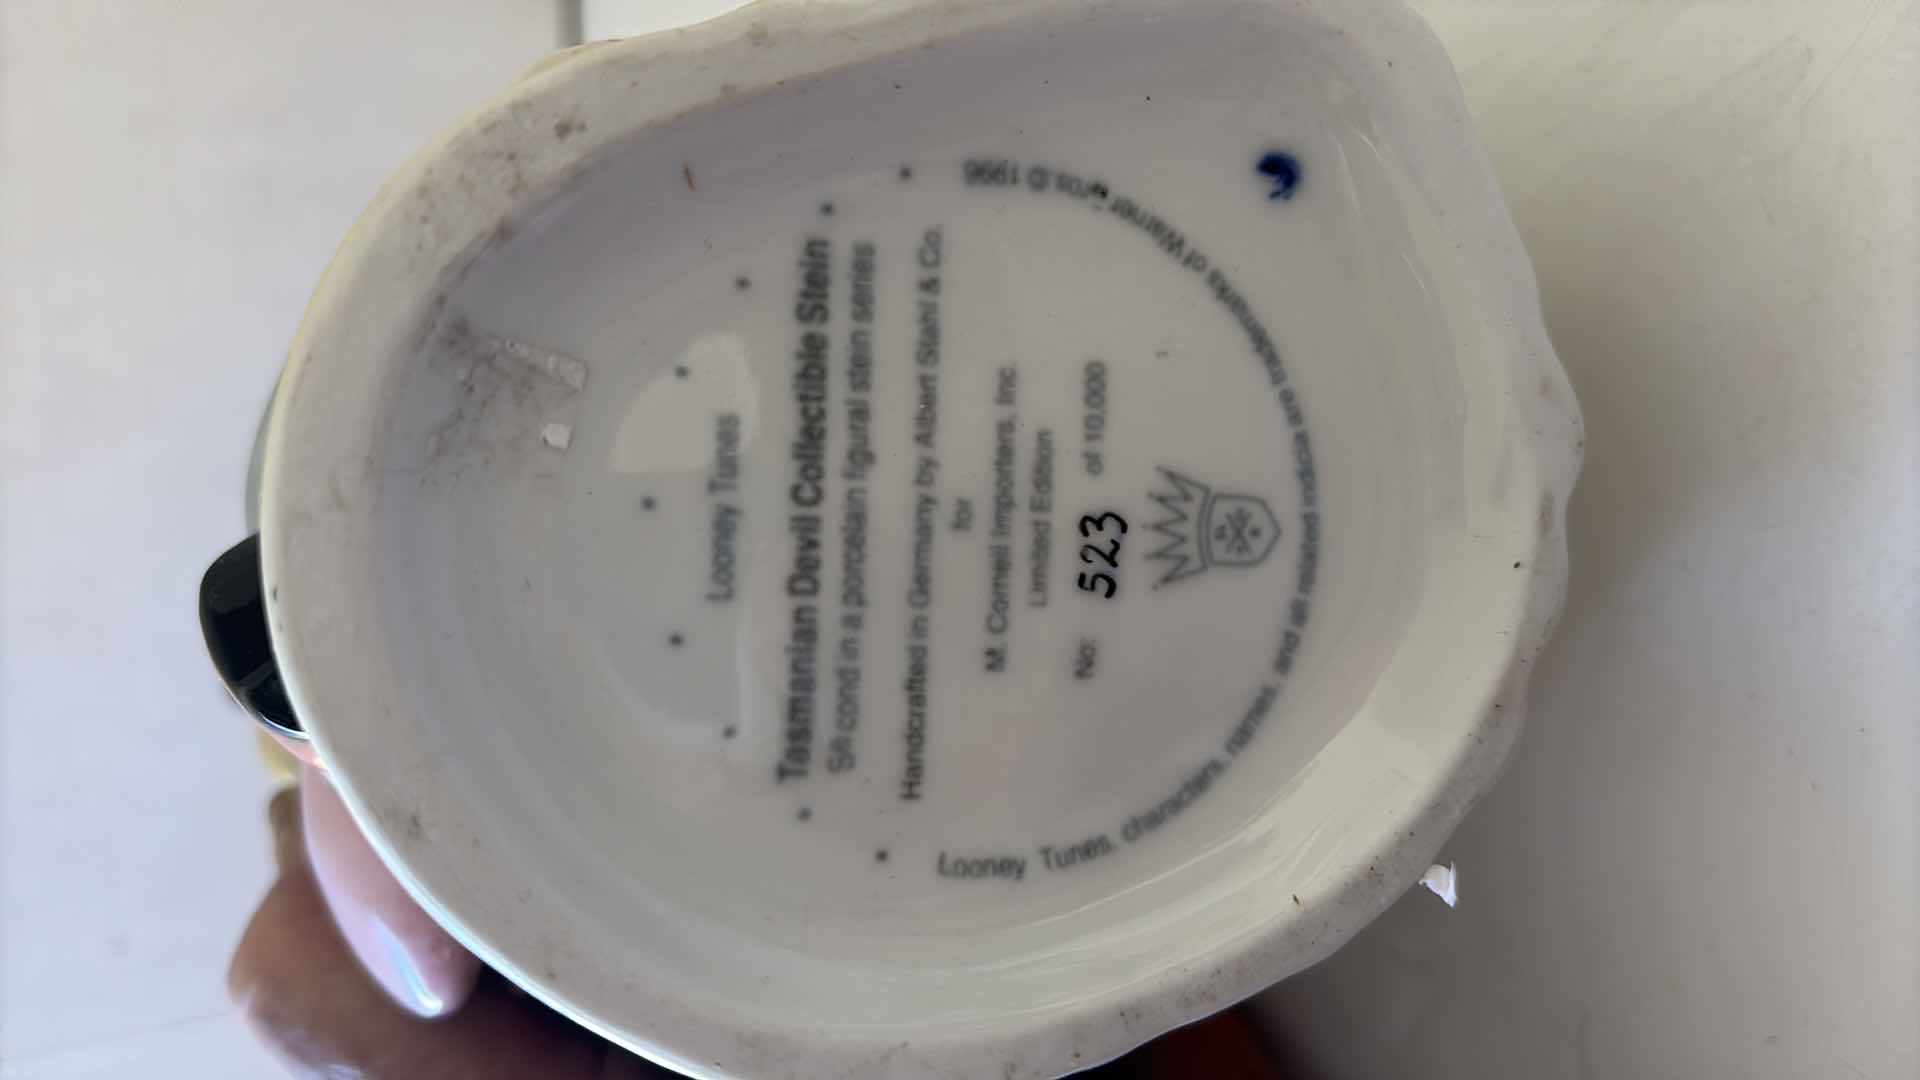 Looney Tunes
Tasmanian Devil Collectible Stein
Second in a porcelain figural stein series
Handcrafted in Germany by Albert Stahl & Co.
for
M. Cornell Importers, Inc.
Limited Edition
No: 523 of 10,000
Looney Tunes, characters, names, and all related indicia are trademarks of Warner Bros.© 1996